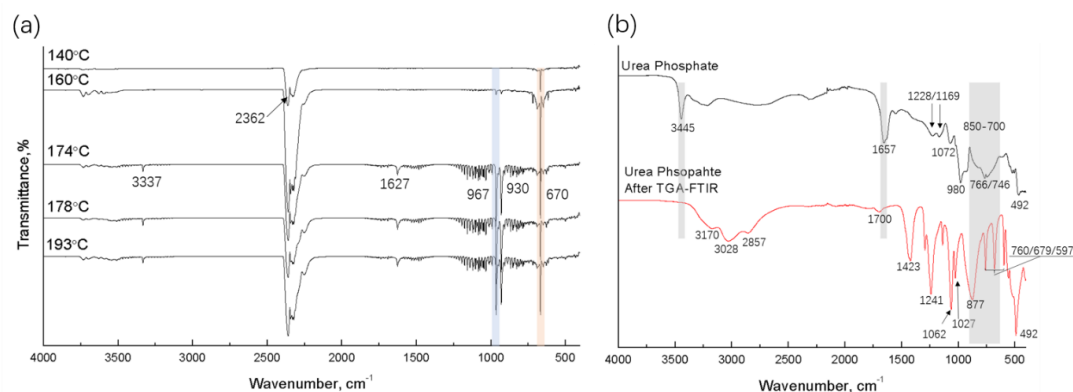 (a)
140°C
160°C
2362
174°C
3337
1627
967
930
670
178°C
193°C
Transmittance,%
4000 3500 3000 2500 2000 1500 1000 500
Wavenumber, cm-1
(b)
Urea Phosphate
3445
1657
1228/1169
1072
850-700
980
766/746
492
Urea Phsopahte
After TGA-FTIR
3170
3028
2857
1700
1423
1241
1062
1027
877
760/679/597
492
4000 3500 3000 2500 2000 1500 1000 500
Wavenumber, cm-1